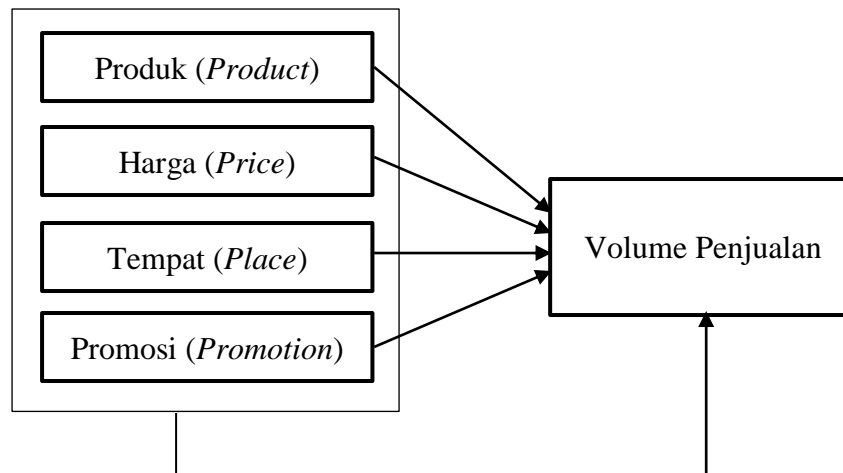 Produk (Product)
Harga (Price)
Tempat (Place)
Promosi (Promotion)
Volume Penjualan